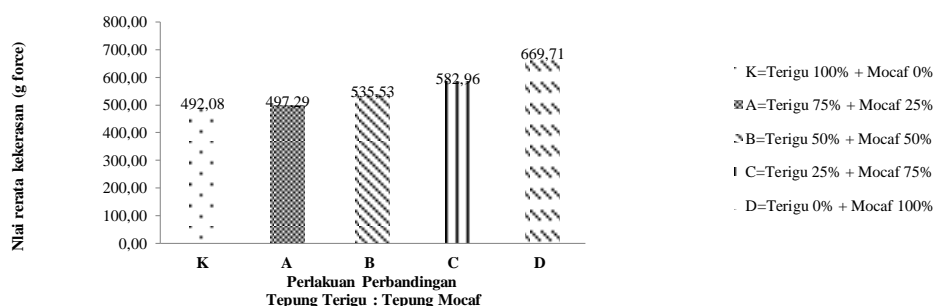 Nlai rerata kekerasan (g force)
800,00
700,00
600,00
500,00
400,00
300,00
200,00
100,00
0,00
492,08
497,29
535,53
582,96
669,71
K
A
B
C
D
Perlakuan Perbandingan
Tepung Terigu : Tepung Mocaf
K=Terigu 100% + Mocaf 0%
A=Terigu 75% + Mocaf 25%
B=Terigu 50% + Mocaf 50%
C=Terigu 25% + Mocaf 75%
D=Terigu 0% + Mocaf 100%